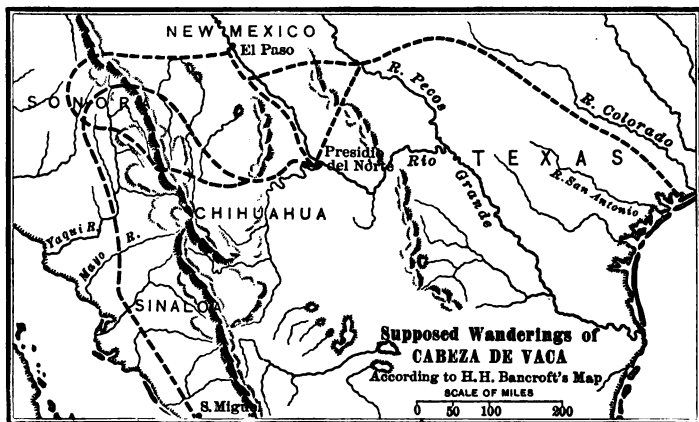 NEW MEXICO
El Paso
SONORA
R. Pecos
R. Colorado
Presidio
del Norte
Rio
Grande
TEXAS
R. San Antonio
CHIHUAHUA
Yaqui R.
Mayo R.
SINALOA
Supposed Wanderings of
CABEZA DE VACA
According to H.H. Bancroft's Map
SCALE OF MILES
0 50 100 200
S. Miguel